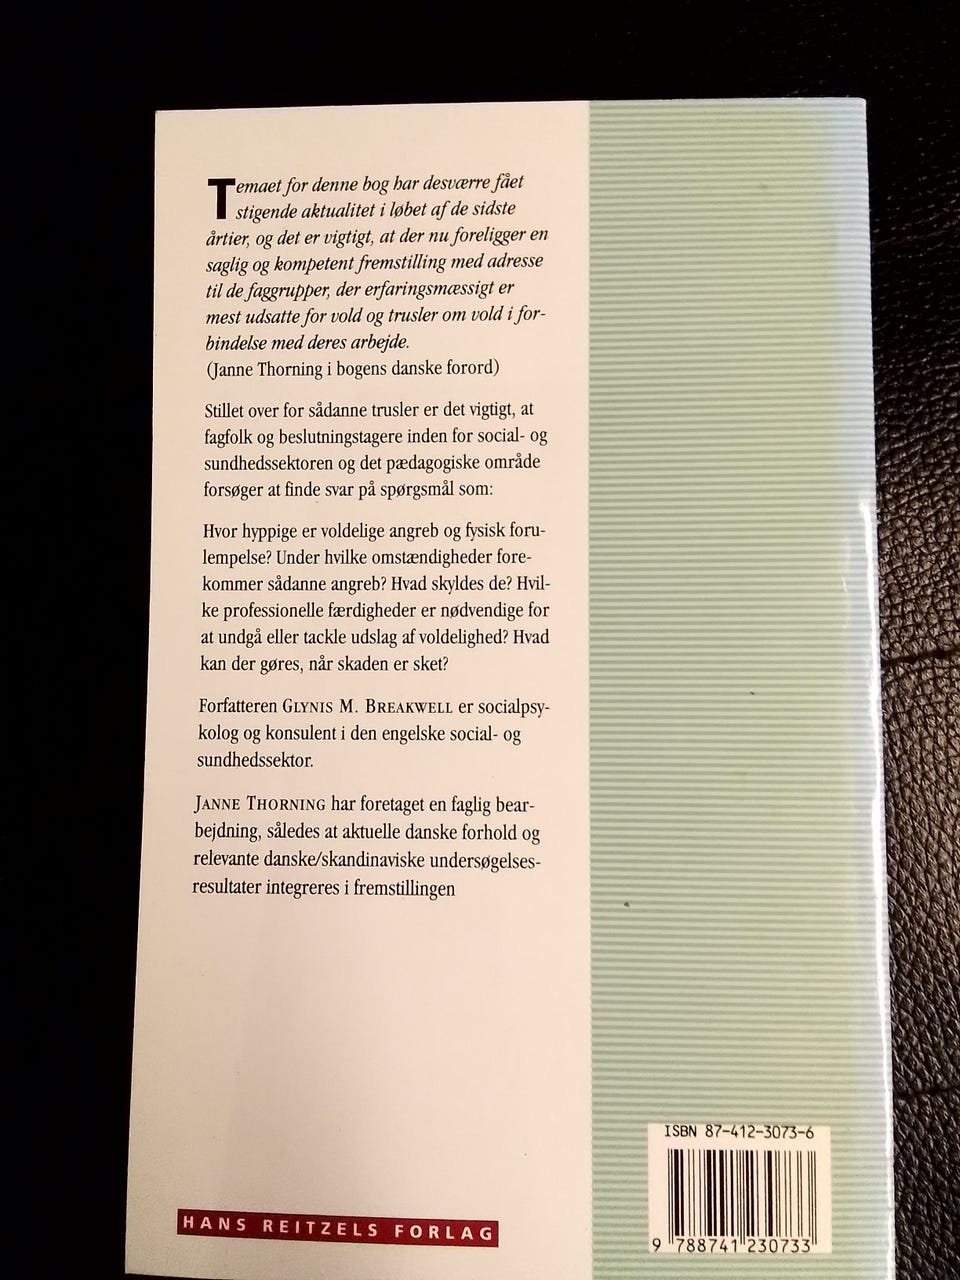 Temaet for denne bog har desværre fået
stigende aktualitet i løbet af de sidste
årtier, og det er vigtigt, at der nu foreligger en
saglig og kompetent fremstilling med adresse
til de faggrupper, der erfaringsmæssigt er
mest udsatte for vold og trusler om vold i for-
bindelse med deres arbejde.
(Janne Thorning i bogens danske forord)
Stillet over for sådanne trusler er det vigtigt, at
fagfolk og beslutningstagere inden for social- og
sundhedssektoren og det pædagogiske område
forsøger at finde svar på spørgsmål som:
Hvor hyppige er voldelige angreb og fysisk foru-
lempelse? Under hvilke omstændigheder fore-
kommer sådanne angreb? Hvad skyldes de? Hvil-
ke professionelle færdigheder er nødvendige for
at undgå eller tackle udslag af voldelighed? Hvad
kan der gøres, når skaden er sket?
Forfatteren GLYNIS M. BREAKWELL er socialpsy-
kolog og konsulent i den engelske social- og
sundhedssektor.
JANNE THORNING har foretaget en faglig bear-
bejdning, således at aktuelle danske forhold og
relevante danske/skandinaviske undersøgelses-
resultater integreres i fremstillingen
HANS REITZELS FORLAG
ISBN 87-412-3073-6
9 788741 230733